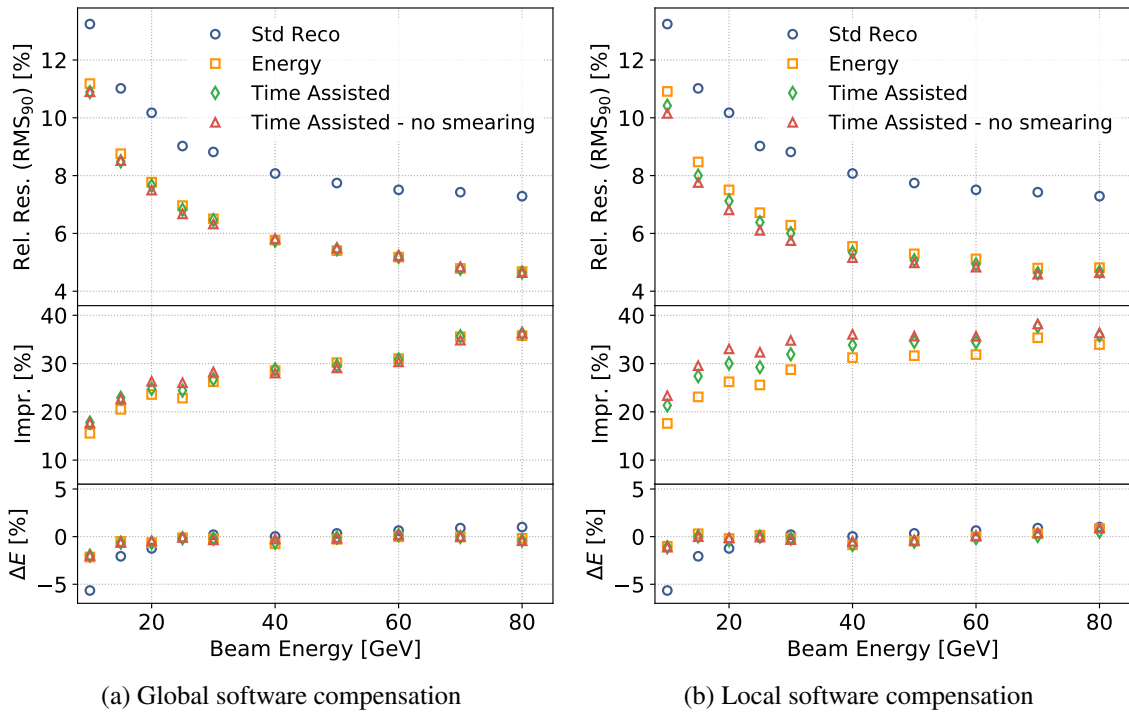 Std Reco
Energy
Time Assisted
Time Assisted - no smearing
Rel. Res. (RMS₉₀) [%]
12
10
8
6
4
Impr. [%]
40
30
20
10
ΔE [%]
5
0
−5
20 40 60 80
Beam Energy [GeV]
(a) Global software compensation
Std Reco
Energy
Time Assisted
Time Assisted - no smearing
Rel. Res. (RMS₉₀) [%]
12
10
8
6
4
Impr. [%]
40
30
20
10
ΔE [%]
5
0
−5
20 40 60 80
Beam Energy [GeV]
(b) Local software compensation